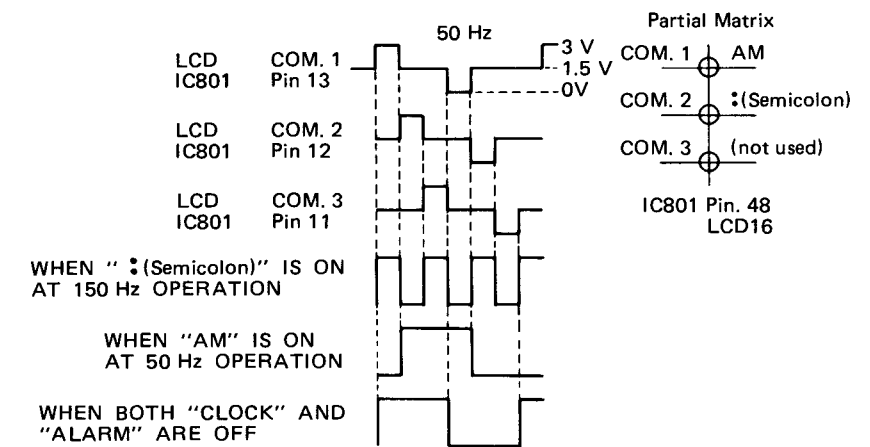 50 Hz
LCD COM. 1
IC801 Pin 13
3 V
1.5 V
0V
LCD COM. 2
IC801 Pin 12
LCD COM. 3
IC801 Pin 11
WHEN " : (Semicolon)" IS ON
AT 150 Hz OPERATION
WHEN "AM" IS ON
AT 50 Hz OPERATION
WHEN BOTH "CLOCK" AND
"ALARM" ARE OFF
Partial Matrix
COM. 1 AM
COM. 2 : (Semicolon)
COM. 3 (not used)
IC801 Pin. 48
LCD16